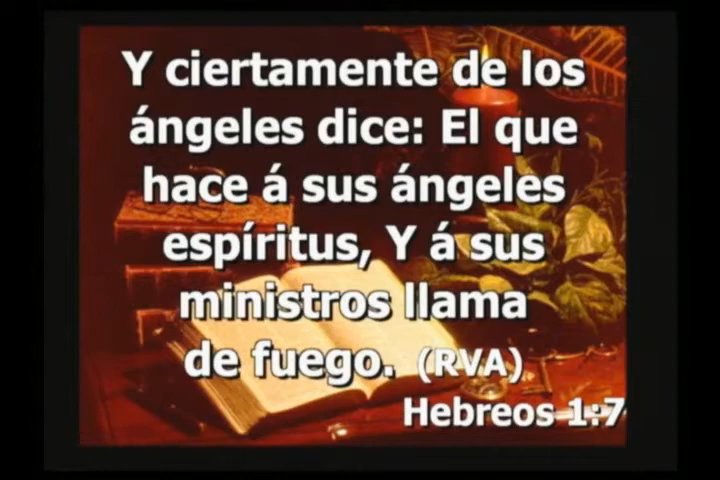 Y ciertamente de los
ángeles dice: El que
hace á sus ángeles
espíritus, Y á sus
ministros llama
de fuego. (RVA)
Hebreos 1:7